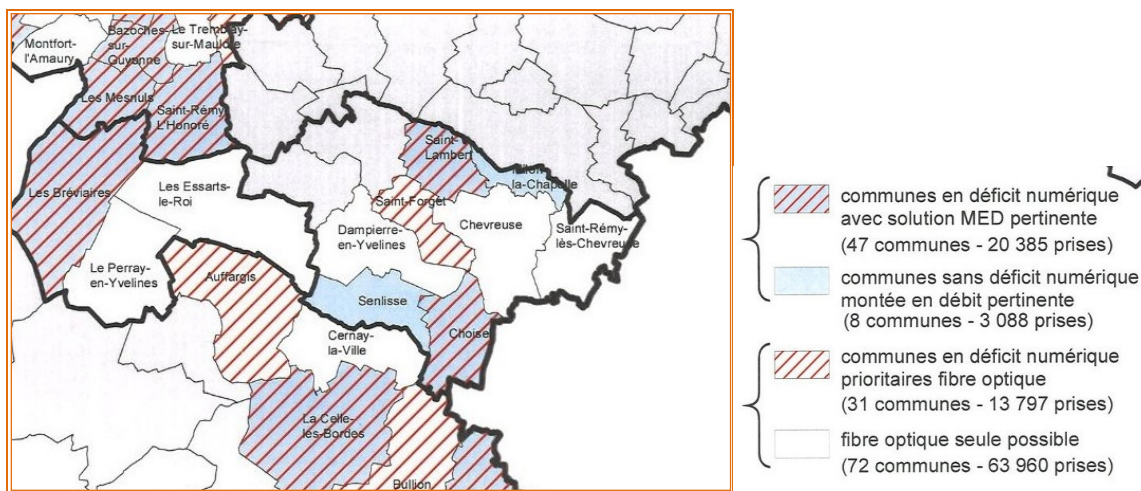 Montfort-
l'Amaury
Bazoches-
sur-
Guyonne
Le Tremblay-
sur-Mauldre
Les Mesnuls
Saint-Rémy
L'Honoré
Les Bréviaires
Les Essarts-
le-Roi
Le Perray-
en-Yvelines
Auffargis
Saint-
Lambert
la-Chapelle
Saint-Forget
Chevreuse
Dampierre-
en-Yvelines
Saint-Rémy-
lès-Chevreuse
Senlisse
Choisel
Cernay-
la-Ville
La Celle-
les-Bordes
Bullion
communes en déficit numérique
avec solution MED pertinente
(47 communes - 20 385 prises)
communes sans déficit numérique
montée en débit pertinente
(8 communes - 3 088 prises)
communes en déficit numérique
prioritaires fibre optique
(31 communes - 13 797 prises)
fibre optique seule possible
(72 communes - 63 960 prises)